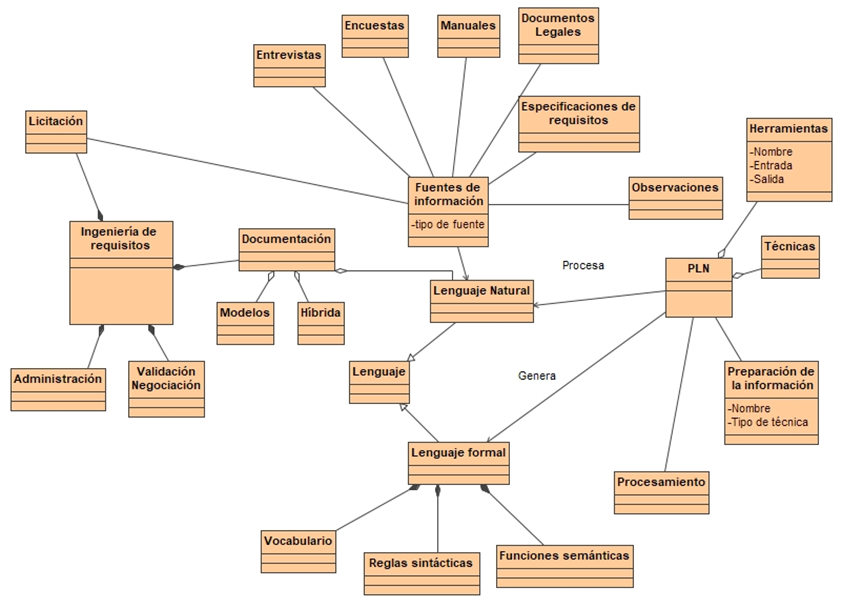 Documentos
Legales
Encuestas
Manuales
Entrevistas
Especificaciones de
requisitos
Licitación
Herramientas
-Nombre
-Entrada
-Salida
Fuentes de
información
-tipo de fuente
Observaciones
Ingeniería de
requisitos
Documentación
Técnicas
Procesa
PLN
Lenguaje Natural
Modelos
Híbrida
Administración
Validación
Negociación
Lenguaje
Genera
Preparación de
la información
-Nombre
-Tipo de técnica
Lenguaje formal
Procesamiento
Vocabulario
Reglas sintácticas
Funciones semánticas